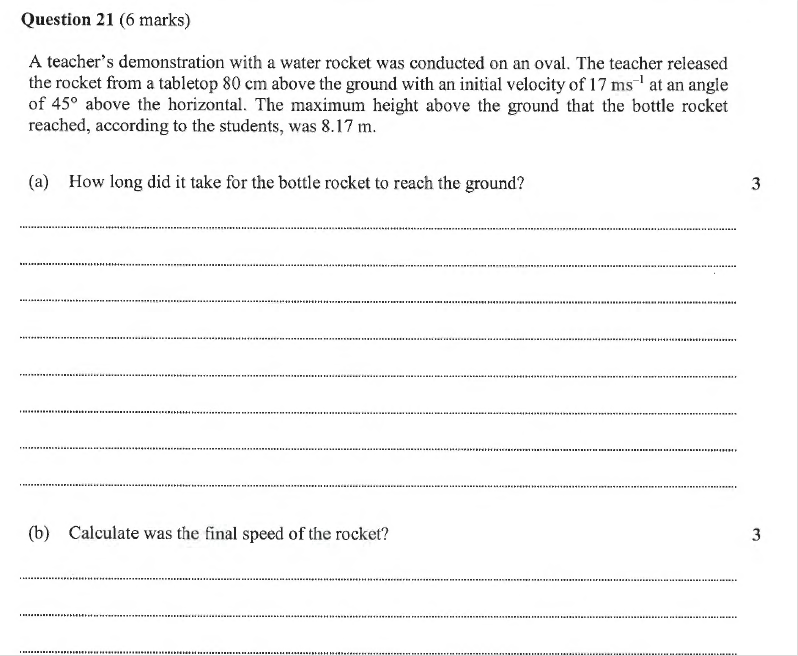 Question 21 (6 marks)
A teacher's demonstration with a water rocket was conducted on an oval. The teacher released
the rocket from a tabletop 80 cm above the ground with an initial velocity of 17 ms⁻¹ at an angle
of 45° above the horizontal. The maximum height above the ground that the bottle rocket
reached, according to the students, was 8.17 m.
(a) How long did it take for the bottle rocket to reach the ground? 3
(b) Calculate was the final speed of the rocket? 3